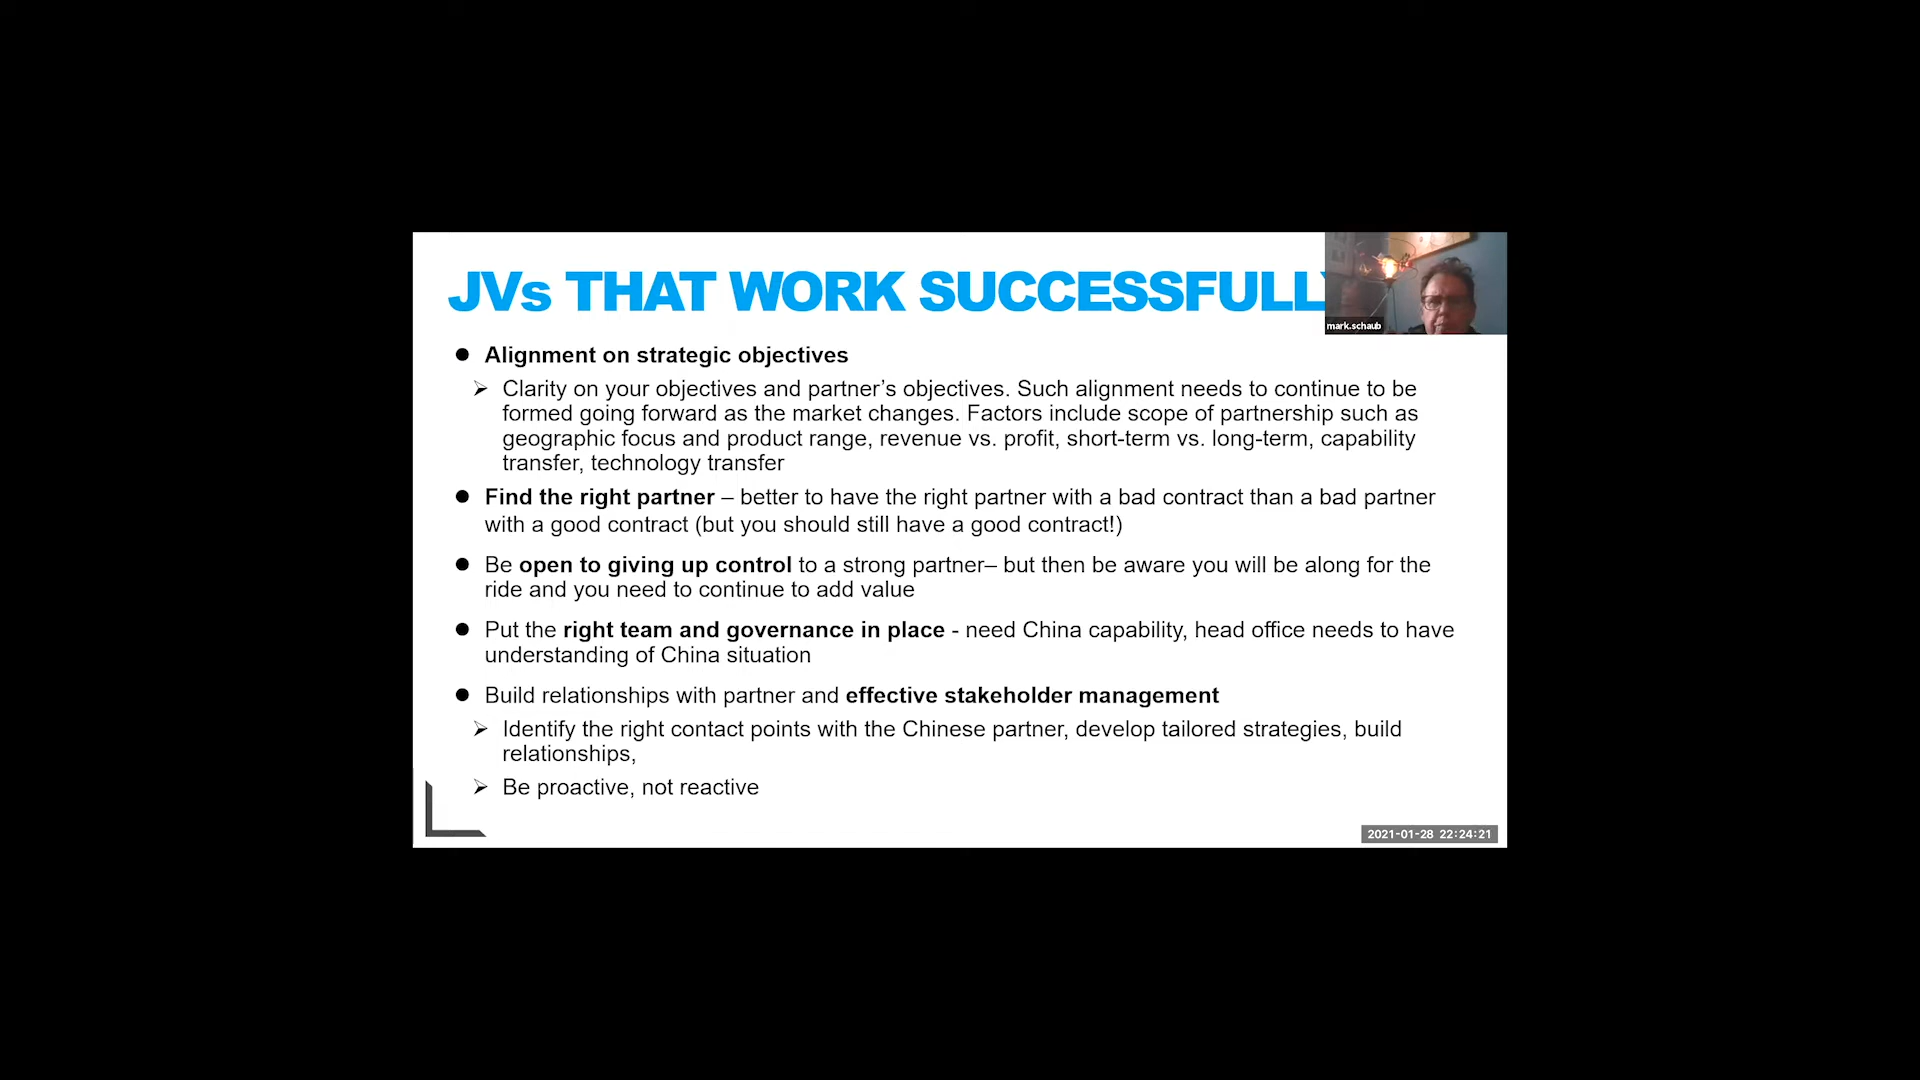 JVs THAT WORK SUCCESSFULLY
mark.schaub
● Alignment on strategic objectives
➢ Clarity on your objectives and partner’s objectives. Such alignment needs to continue to be
formed going forward as the market changes. Factors include scope of partnership such as
geographic focus and product range, revenue vs. profit, short-term vs. long-term, capability
transfer, technology transfer
● Find the right partner – better to have the right partner with a bad contract than a bad partner
with a good contract (but you should still have a good contract!)
● Be open to giving up control to a strong partner– but then be aware you will be along for the
ride and you need to continue to add value
● Put the right team and governance in place - need China capability, head office needs to have
understanding of China situation
● Build relationships with partner and effective stakeholder management
➢ Identify the right contact points with the Chinese partner, develop tailored strategies, build
relationships,
➢ Be proactive, not reactive
2021-01-28 22:24:21